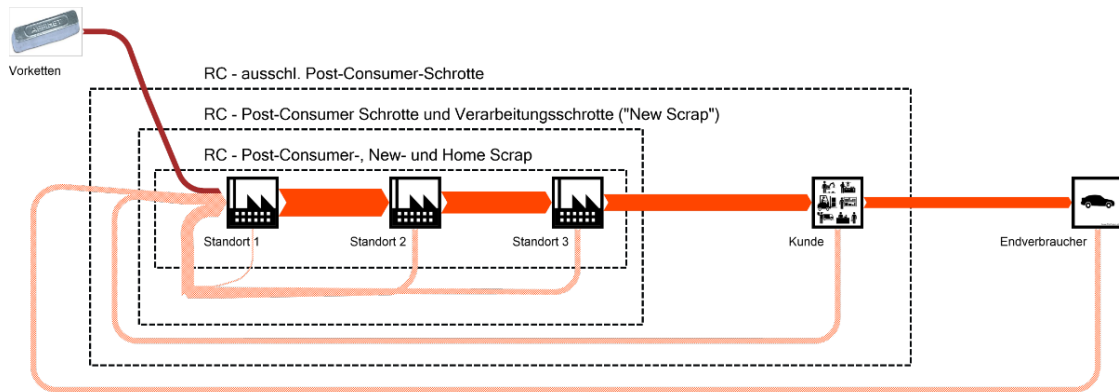 Vorketten
RC - ausschl. Post-Consumer-Schrotte
RC - Post-Consumer Schrotte und Verarbeitungsschrotte ("New Scrap")
RC - Post-Consumer-, New- und Home Scrap
Standort 1
Standort 2
Standort 3
Kunde
Endverbraucher